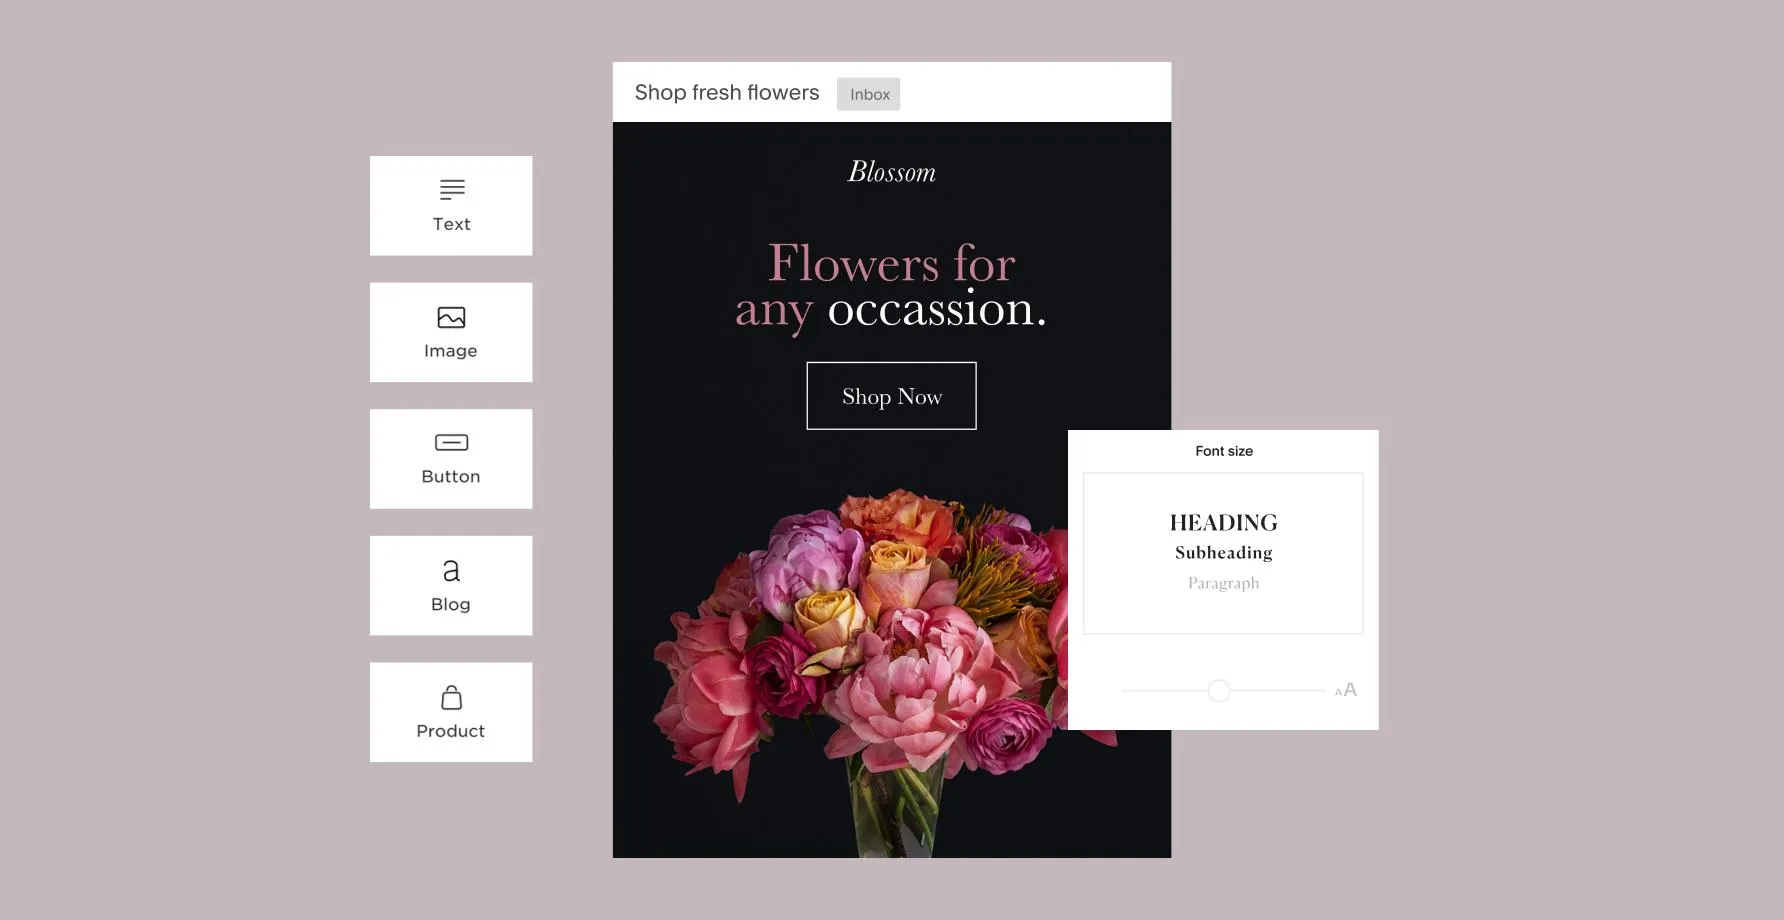 Shop fresh flowers Inbox
Blossom
Flowers for
any occassion.
Shop Now
Text
Image
Button
a
Blog
Product
Font size
HEADING
Subheading
Paragraph
AA